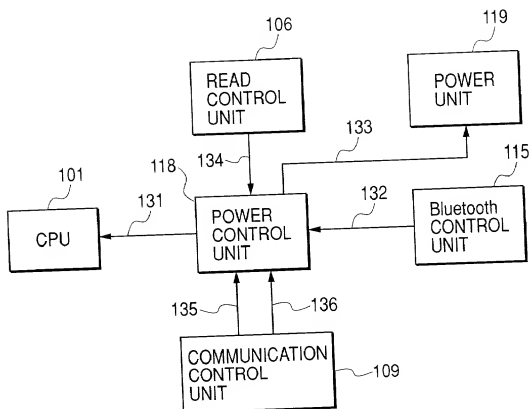 106
119
READ
CONTROL
UNIT
POWER
UNIT
133
134
101
118
115
131
132
CPU
POWER
CONTROL
UNIT
Bluetooth
CONTROL
UNIT
135
136
COMMUNICATION
CONTROL
UNIT
109